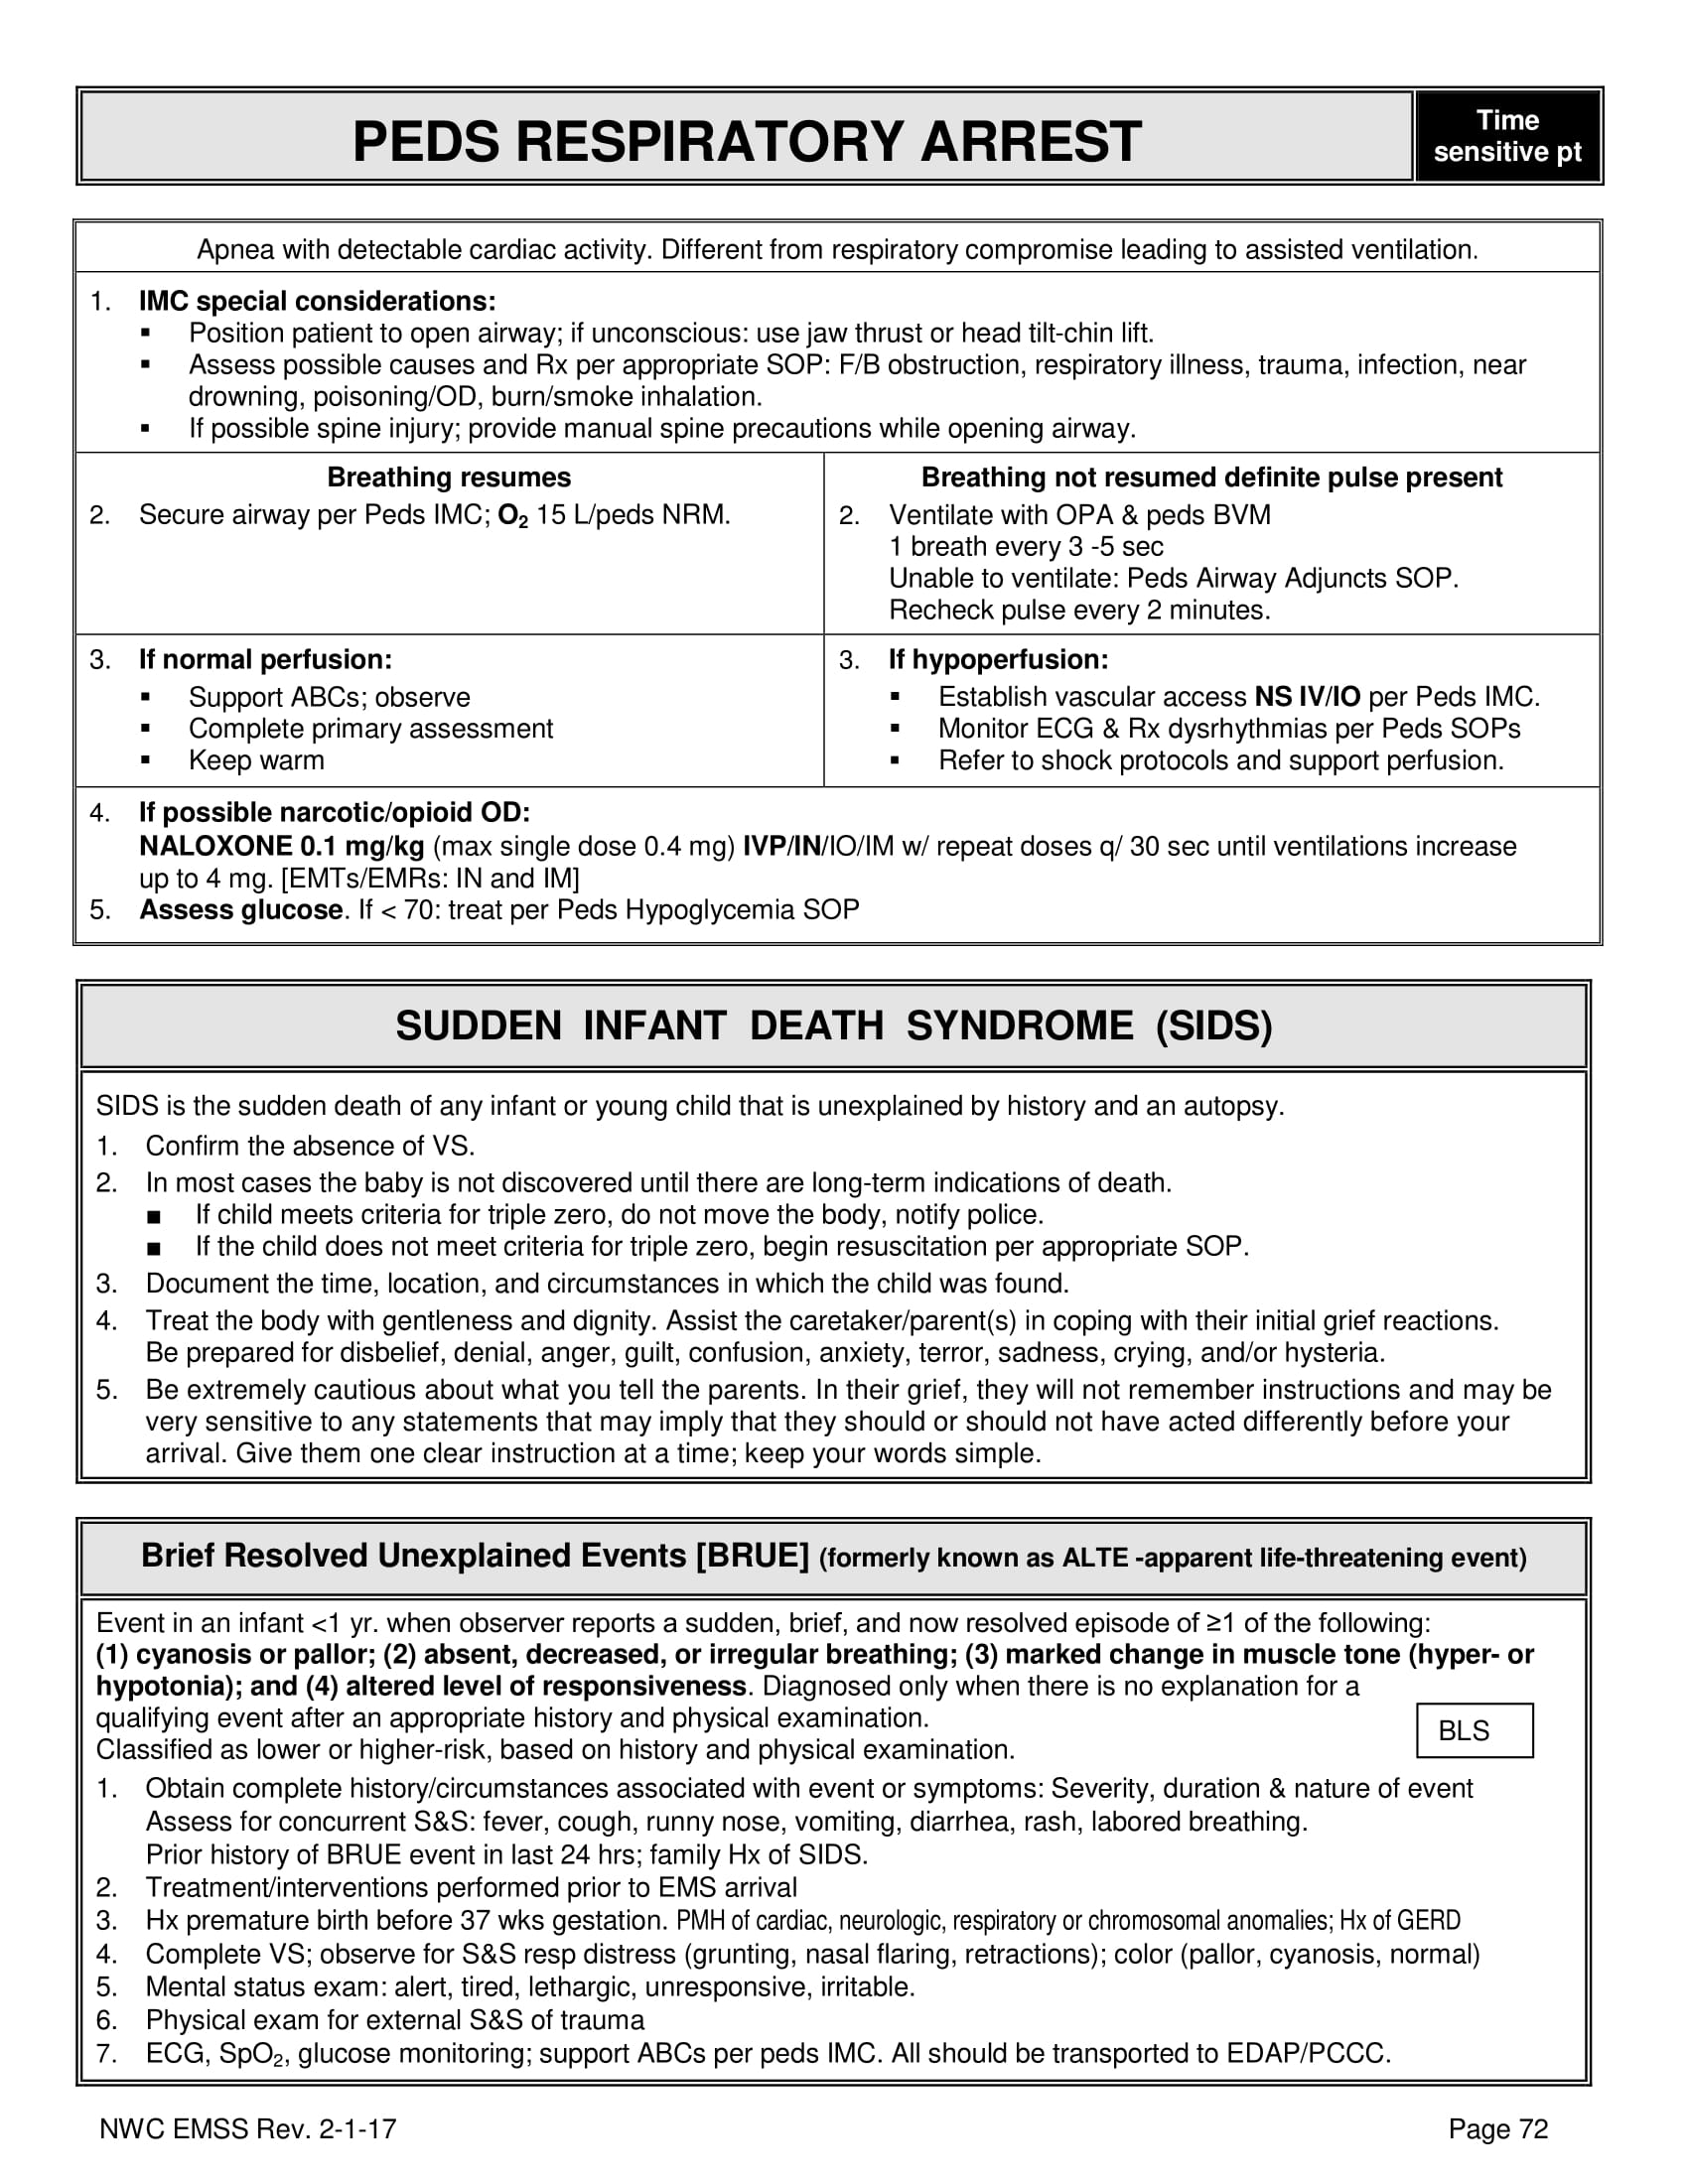 PEDS RESPIRATORY ARREST
Time
sensitive pt
Apnea with detectable cardiac activity. Different from respiratory compromise leading to assisted ventilation.
1. IMC special considerations:
▪ Position patient to open airway; if unconscious: use jaw thrust or head tilt-chin lift.
▪ Assess possible causes and Rx per appropriate SOP: F/B obstruction, respiratory illness, trauma, infection, near
drowning, poisoning/OD, burn/smoke inhalation.
▪ If possible spine injury; provide manual spine precautions while opening airway.
Breathing resumes
2. Secure airway per Peds IMC; O₂ 15 L/peds NRM.
Breathing not resumed definite pulse present
2. Ventilate with OPA & peds BVM
1 breath every 3 -5 sec
Unable to ventilate: Peds Airway Adjuncts SOP.
Recheck pulse every 2 minutes.
3. If normal perfusion:
▪ Support ABCs; observe
▪ Complete primary assessment
▪ Keep warm
3. If hypoperfusion:
▪ Establish vascular access NS IV/IO per Peds IMC.
▪ Monitor ECG & Rx dysrhythmias per Peds SOPs
▪ Refer to shock protocols and support perfusion.
4. If possible narcotic/opioid OD:
NALOXONE 0.1 mg/kg (max single dose 0.4 mg) IVP/IN/IO/IM w/ repeat doses q/ 30 sec until ventilations increase
up to 4 mg. [EMTs/EMRs: IN and IM]
5. Assess glucose. If < 70: treat per Peds Hypoglycemia SOP
SUDDEN INFANT DEATH SYNDROME (SIDS)
SIDS is the sudden death of any infant or young child that is unexplained by history and an autopsy.
1. Confirm the absence of VS.
2. In most cases the baby is not discovered until there are long-term indications of death.
■ If child meets criteria for triple zero, do not move the body, notify police.
■ If the child does not meet criteria for triple zero, begin resuscitation per appropriate SOP.
3. Document the time, location, and circumstances in which the child was found.
4. Treat the body with gentleness and dignity. Assist the caretaker/parent(s) in coping with their initial grief reactions.
Be prepared for disbelief, denial, anger, guilt, confusion, anxiety, terror, sadness, crying, and/or hysteria.
5. Be extremely cautious about what you tell the parents. In their grief, they will not remember instructions and may be
very sensitive to any statements that may imply that they should or should not have acted differently before your
arrival. Give them one clear instruction at a time; keep your words simple.
Brief Resolved Unexplained Events [BRUE] (formerly known as ALTE -apparent life-threatening event)
Event in an infant <1 yr. when observer reports a sudden, brief, and now resolved episode of ≥1 of the following:
(1) cyanosis or pallor; (2) absent, decreased, or irregular breathing; (3) marked change in muscle tone (hyper- or
hypotonia); and (4) altered level of responsiveness. Diagnosed only when there is no explanation for a
qualifying event after an appropriate history and physical examination.
Classified as lower or higher-risk, based on history and physical examination.
BLS
1. Obtain complete history/circumstances associated with event or symptoms: Severity, duration & nature of event
Assess for concurrent S&S: fever, cough, runny nose, vomiting, diarrhea, rash, labored breathing.
Prior history of BRUE event in last 24 hrs; family Hx of SIDS.
2. Treatment/interventions performed prior to EMS arrival
3. Hx premature birth before 37 wks gestation. PMH of cardiac, neurologic, respiratory or chromosomal anomalies; Hx of GERD
4. Complete VS; observe for S&S resp distress (grunting, nasal flaring, retractions); color (pallor, cyanosis, normal)
5. Mental status exam: alert, tired, lethargic, unresponsive, irritable.
6. Physical exam for external S&S of trauma
7. ECG, SpO₂, glucose monitoring; support ABCs per peds IMC. All should be transported to EDAP/PCCC.
NWC EMSS Rev. 2-1-17
Page 72